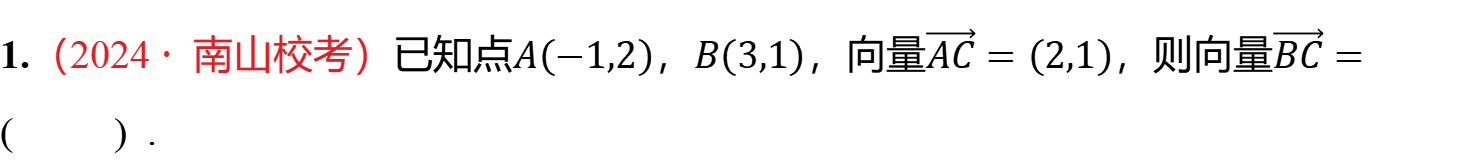 1.（2024· 南山校考）已知点A(−1,2)，B(3,1)，向量$\overrightarrow{AC}$ = (2,1)，则向量$\overrightarrow{BC}$ =
(        ) .